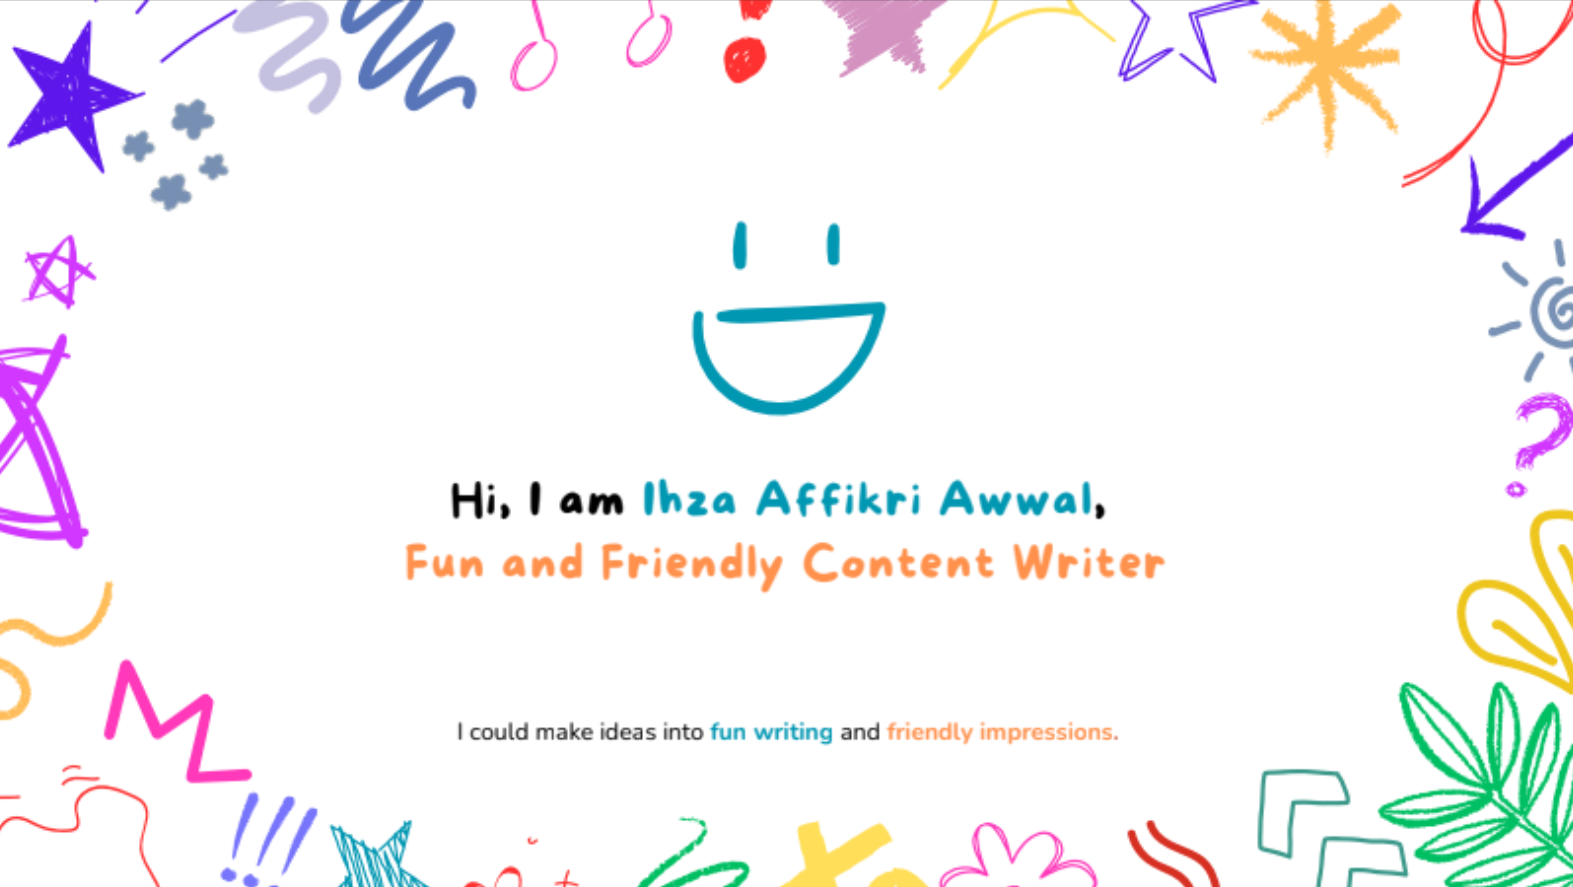 Hi, I am Ihza Affikri Awwal,
Fun and Friendly Content Writer
I could make ideas into fun writing and friendly impressions.